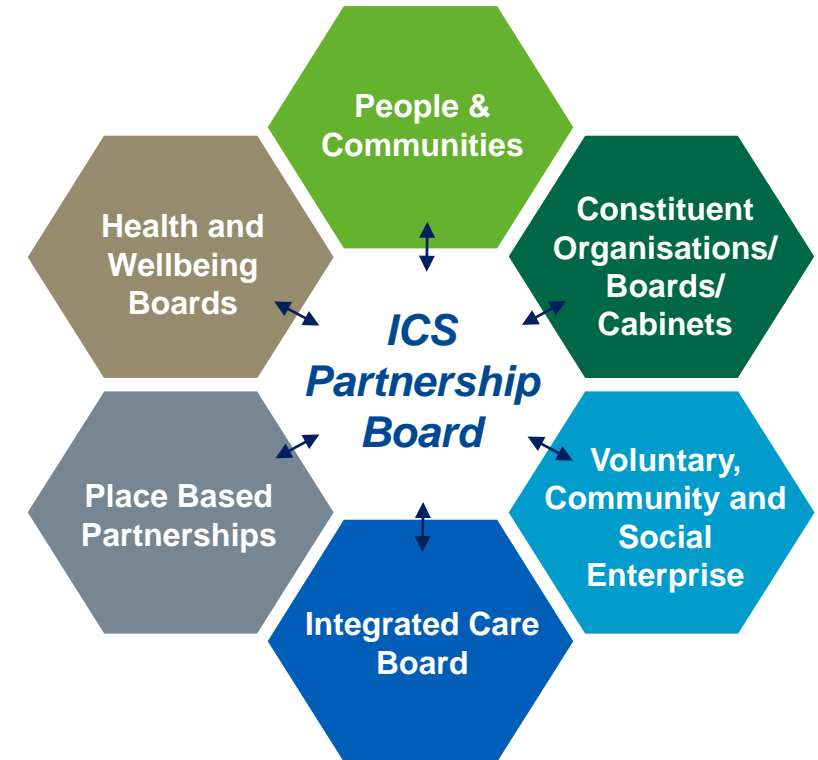 People &
Communities
Constituent
Organisations/
Boards/
Cabinets
Voluntary,
Community and
Social
Enterprise
Integrated Care
Board
Place Based
Partnerships
Health and
Wellbeing
Boards
ICS
Partnership
Board